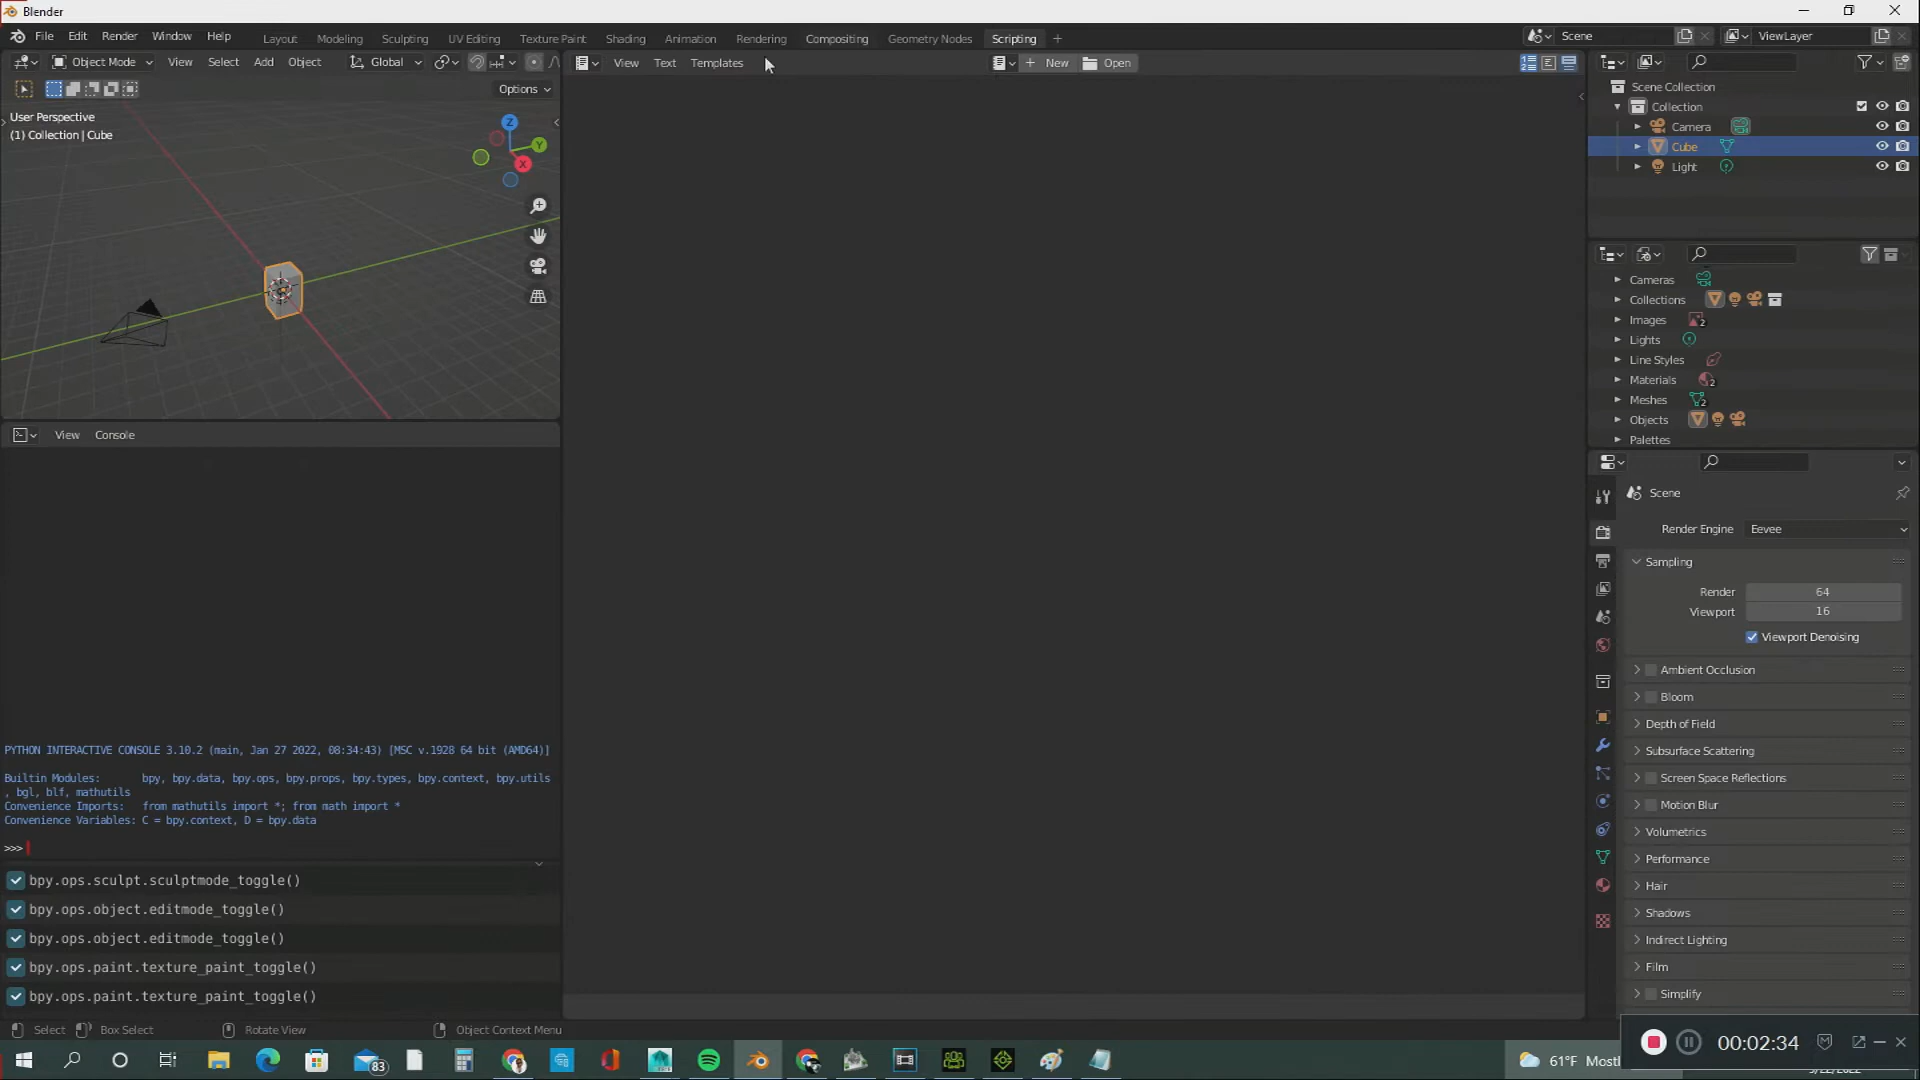 Blender
File Edit Render Window Help Layout Modeling Sculpting UV Editing Texture Paint Shading Animation Rendering Compositing Geometry Nodes Scripting + Scene ViewLayer
Object Mode View Select Add Object Global View Text Templates + New Open
Options
User Perspective
(1) Collection | Cube
Z
Y
X
Scene Collection
Collection
Camera
Cube
Light
Cameras
Collections
Images 2
Lights
Line Styles
Materials 2
Meshes 2
Objects
Palettes
View Console
Scene
Render Engine Eevee
Sampling
Render 64
Viewport 16
Viewport Denoising
Ambient Occlusion
Bloom
Depth of Field
Subsurface Scattering
Screen Space Reflections
Motion Blur
Volumetrics
Performance
Hair
Shadows
Indirect Lighting
Film
Simplify
PYTHON INTERACTIVE CONSOLE 3.10.2 (main, Jan 27 2022, 08:34:43) [MSC v.1928 64 bit (AMD64)]
Builtin Modules: bpy, bpy.data, bpy.ops, bpy.props, bpy.types, bpy.context, bpy.utils
, bgl, blf, mathutils
Convenience Imports: from mathutils import *; from math import *
Convenience Variables: C = bpy.context, D = bpy.data
>>>
bpy.ops.sculpt.sculptmode_toggle()
bpy.ops.object.editmode_toggle()
bpy.ops.object.editmode_toggle()
bpy.ops.paint.texture_paint_toggle()
bpy.ops.paint.texture_paint_toggle()
Select Box Select Rotate View Object Context Menu
00:02:34
83
61°F